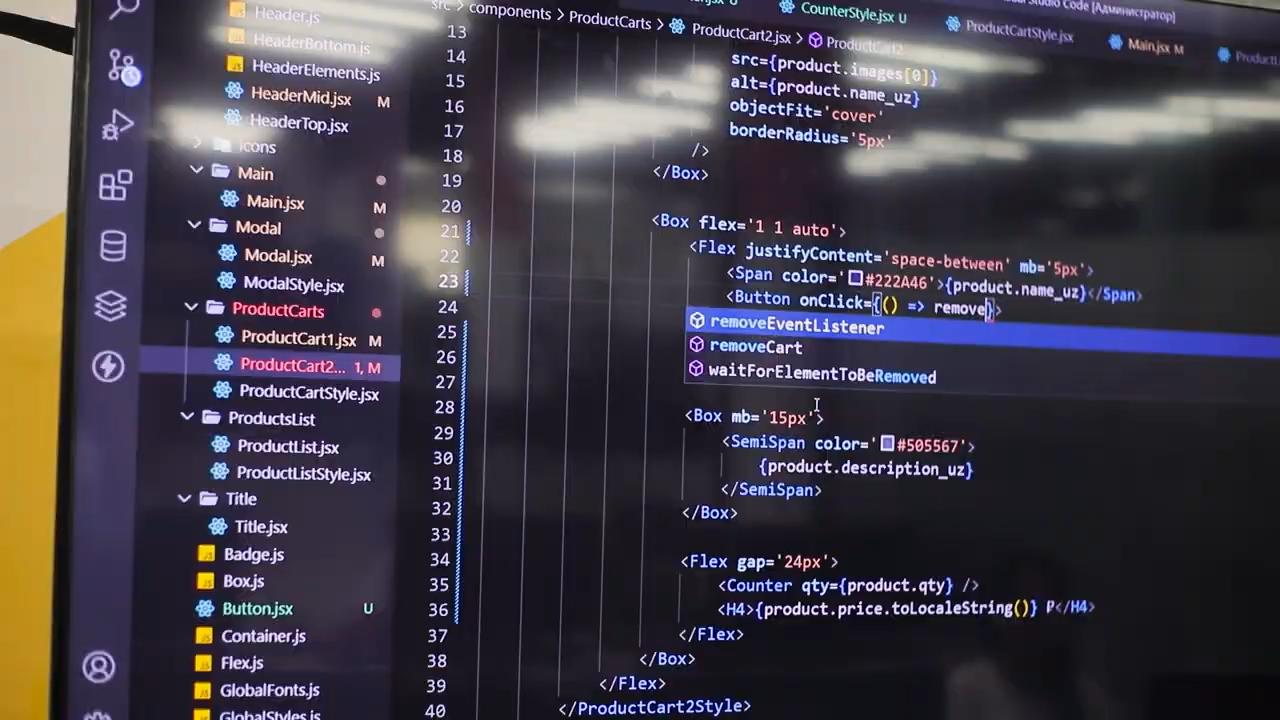 CounterStyle.jsx U
ProductCartStyle.jsx
Main.jsx M
Studio Code [Администратор]
components > ProductCarts > ProductCart2.jsx > ProductCart2
Header.js
HeaderBottom.js
HeaderElements.js
HeaderMid.jsx M
HeaderTop.jsx
icons
Main
Main.jsx M
Modal
Modal.jsx M
ModalStyle.jsx
ProductCarts
ProductCart1.jsx M
ProductCart2... 1, M
ProductCartStyle.jsx
ProductsList
ProductList.jsx
ProductListStyle.jsx
Title
Title.jsx
Badge.js
Box.js
Button.jsx U
Container.js
Flex.js
GlobalFonts.js
GlobalStyles.js
13
14
15
16
17
18
19
20
21
22
23
24
25
26
27
28
29
30
31
32
33
34
35
36
37
38
39
40
src={product.images[0]}
alt={product.name_uz}
objectFit='cover'
borderRadius='5px'
/>
</Box>
<Box flex='1 1 auto'>
<Flex justifyContent='space-between' mb='5px'>
<Span color='#222A46'>{product.name_uz}</Span>
<Button onClick={() => remove}>
removeEventListener
removeCart
waitForElementToBeRemoved
<Box mb='15px'>
<SemiSpan color='#505567'>
{product.description_uz}
</SemiSpan>
</Box>
<Flex gap='24px'>
<Counter qty={product.qty} />
<H4>{product.price.toLocaleString()} ₽</H4>
</Flex>
</Box>
</Flex>
</ProductCart2Style>